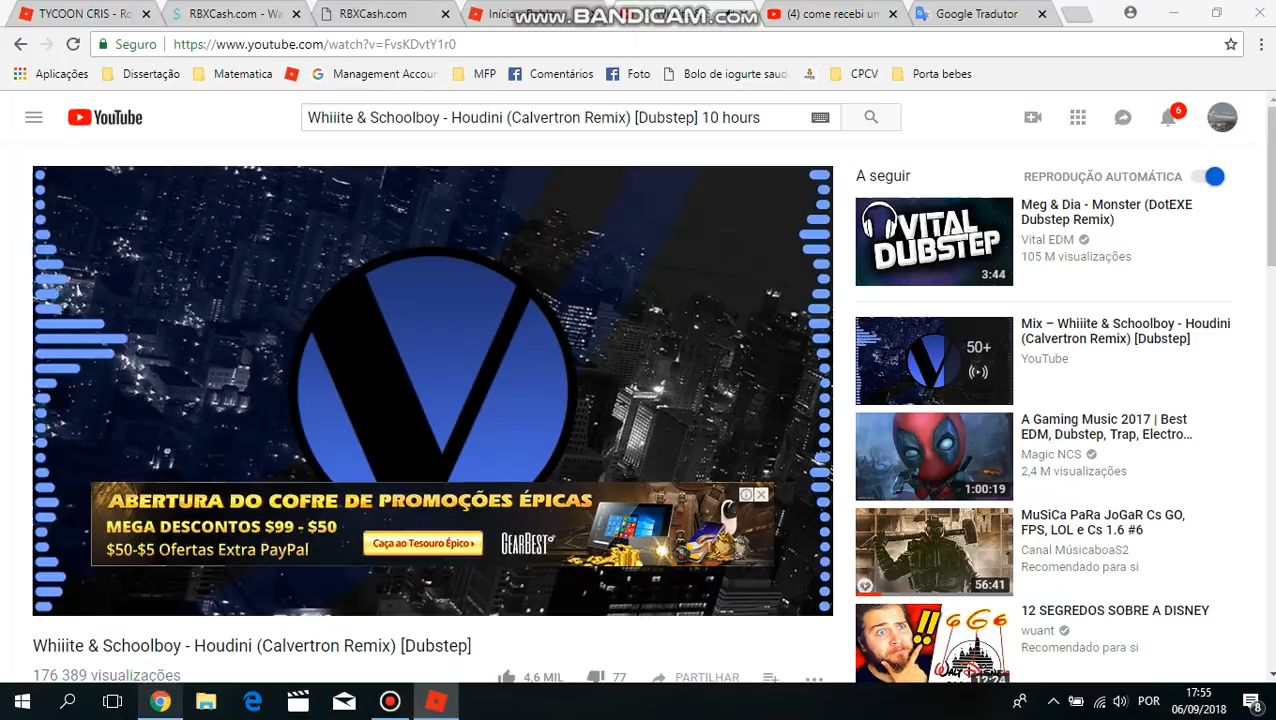 TYCOON CRIS - Ro
RBXCash.com - Wa
RBXCash.com
Início
www.BANDICAM.com
(4) come recebi um
Google Tradutor
Seguro
https://www.youtube.com/watch?v=FvsKDvtY1r0
Aplicações
Dissertação
Matematica
Management Accoun
MFP
Comentários
Foto
Bolo de iogurte saud
CPCV
Porta bebes
YouTube
Whiiite & Schoolboy - Houdini (Calvertron Remix) [Dubstep] 10 hours
6
A seguir
REPRODUÇÃO AUTOMÁTICA
VITAL
DUBSTEP
3:44
Meg & Dia - Monster (DotEXE
Dubstep Remix)
Vital EDM
105 M visualizações
50+
Mix – Whiiite & Schoolboy - Houdini
(Calvertron Remix) [Dubstep]
YouTube
A Gaming Music 2017 | Best
EDM, Dubstep, Trap, Electro...
Magic NCS
2,4 M visualizações
1:00:19
ABERTURA DO COFRE DE PROMOÇÕES ÉPICAS
MEGA DESCONTOS $99 - $50
$50-$5 Ofertas Extra PayPal
Caça ao Tesouro Épico
GEARBEST
MuSiCa PaRa JoGaR Cs GO,
FPS, LOL e Cs 1.6 #6
Canal MúsicaboaS2
Recomendado para si
56:41
12 SEGREDOS SOBRE A DISNEY
wuant
Recomendado para si
!!
666
WALT DISNEY
12:24
Whiiite & Schoolboy - Houdini (Calvertron Remix) [Dubstep]
176 389 visualizações
4,6 MIL
77
PARTILHAR
POR
17:55
06/09/2018
8